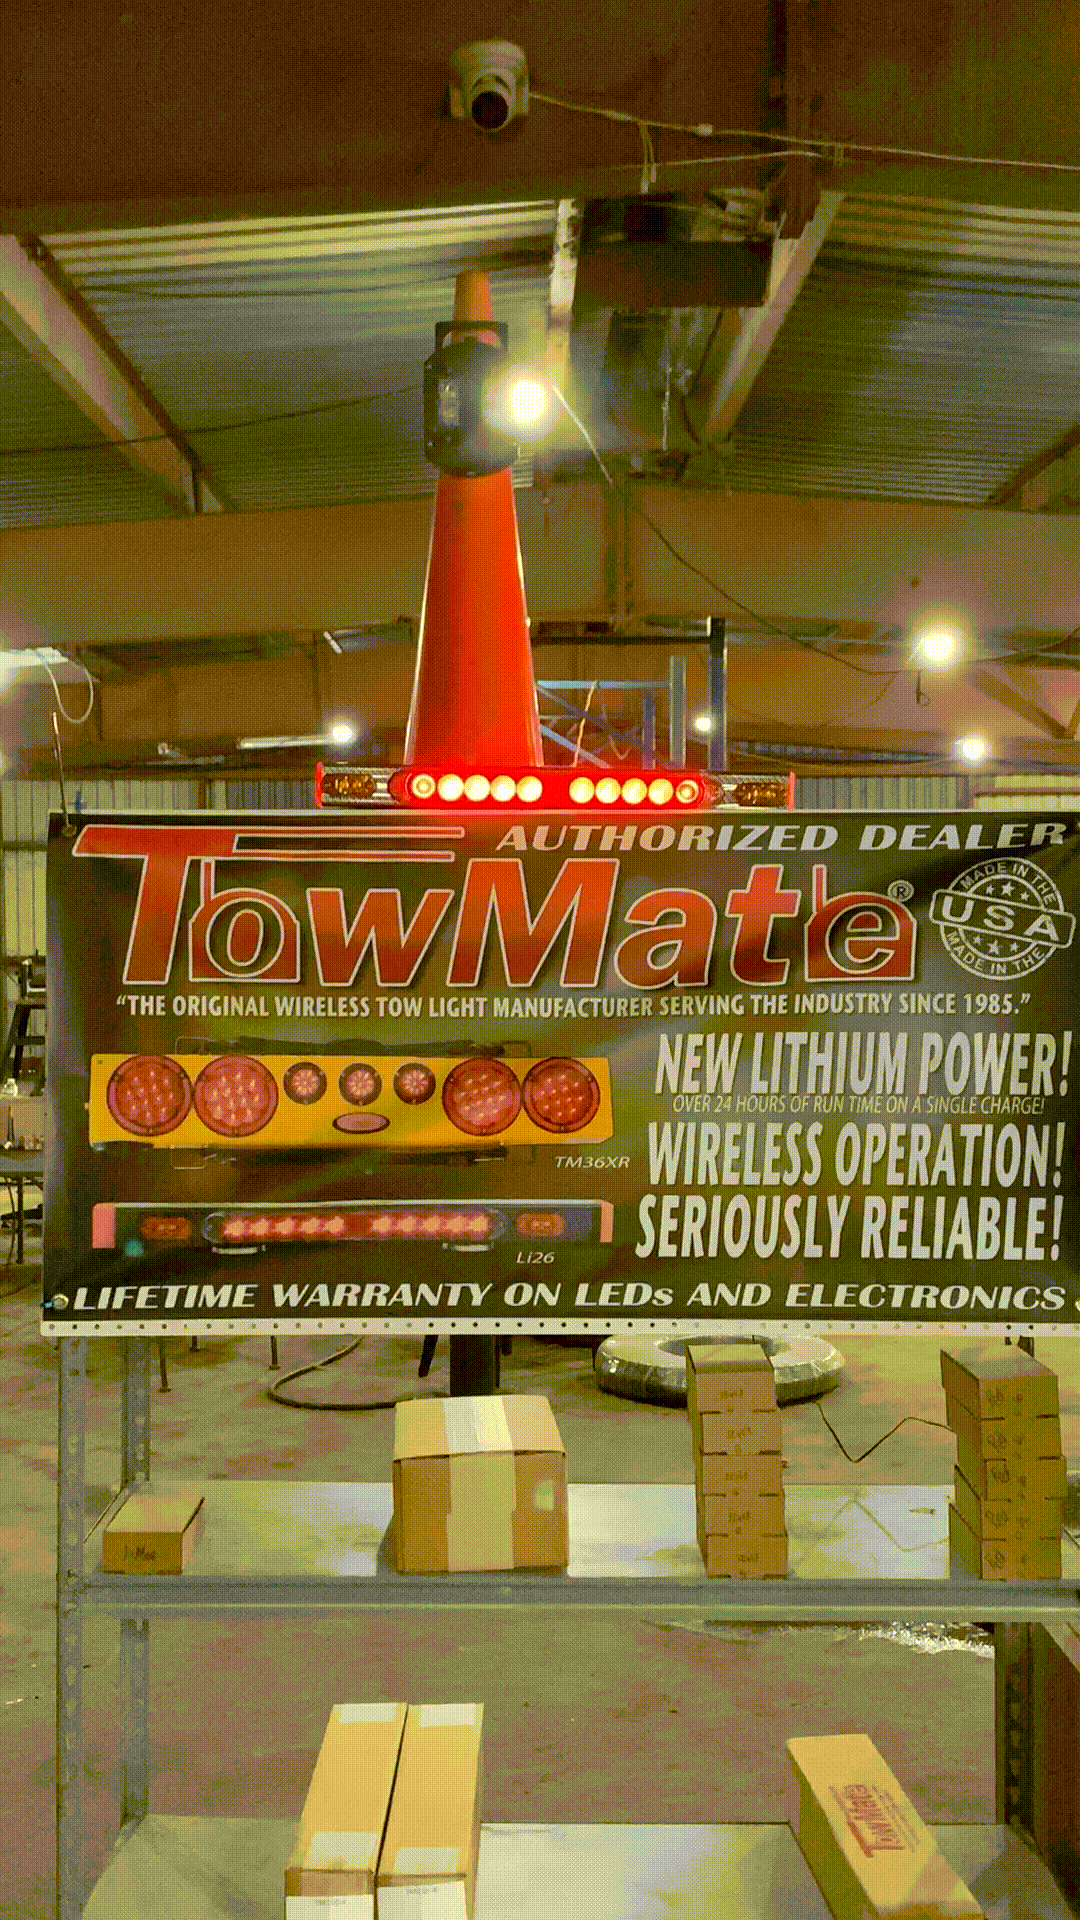 AUTHORIZED DEALER
TowMate®
MADE IN THE
USA
MADE IN THE
"THE ORIGINAL WIRELESS TOW LIGHT MANUFACTURER SERVING THE INDUSTRY SINCE 1985."
NEW LITHIUM POWER!
OVER 24 HOURS OF RUN TIME ON A SINGLE CHARGE!
WIRELESS OPERATION!
TM36XR
SERIOUSLY RELIABLE!
Li26
LIFETIME WARRANTY ON LEDs AND ELECTRONICS
TowMate